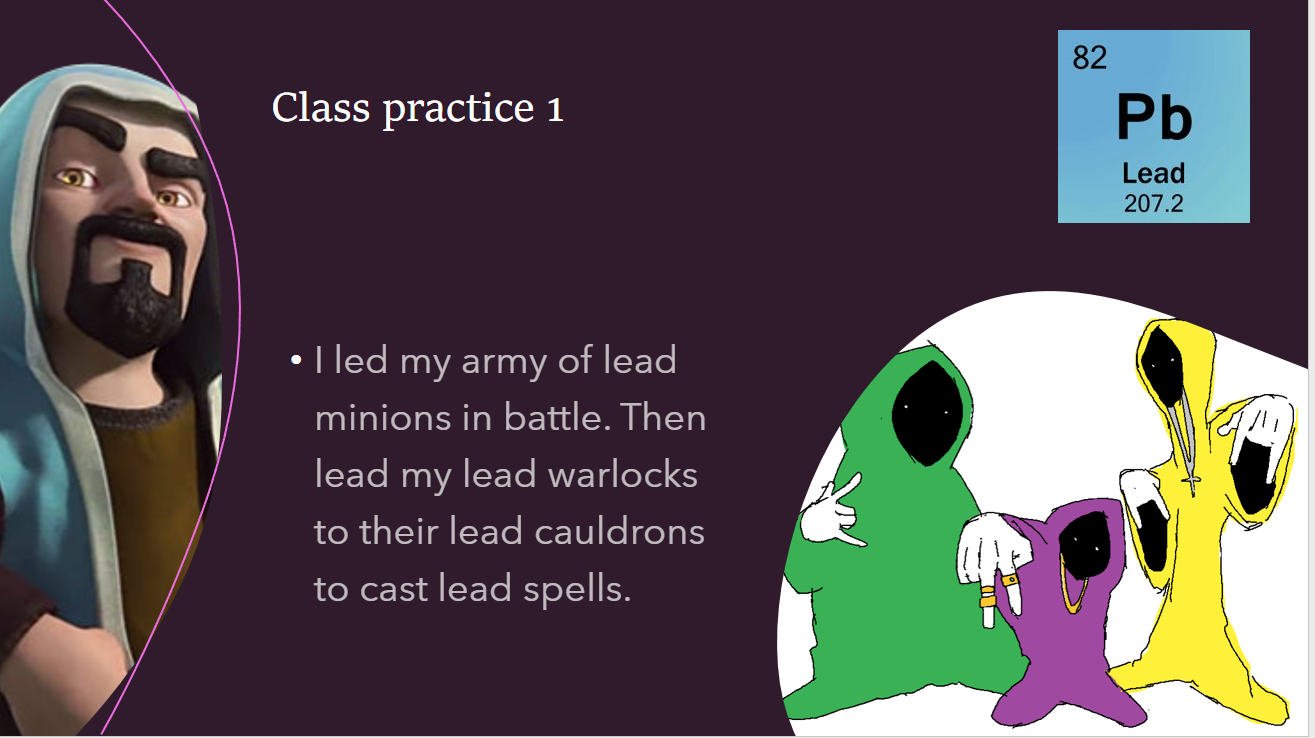 Class practice 1
82
Pb
Lead
207.2
• I led my army of lead
minions in battle. Then
lead my lead warlocks
to their lead cauldrons
to cast lead spells.